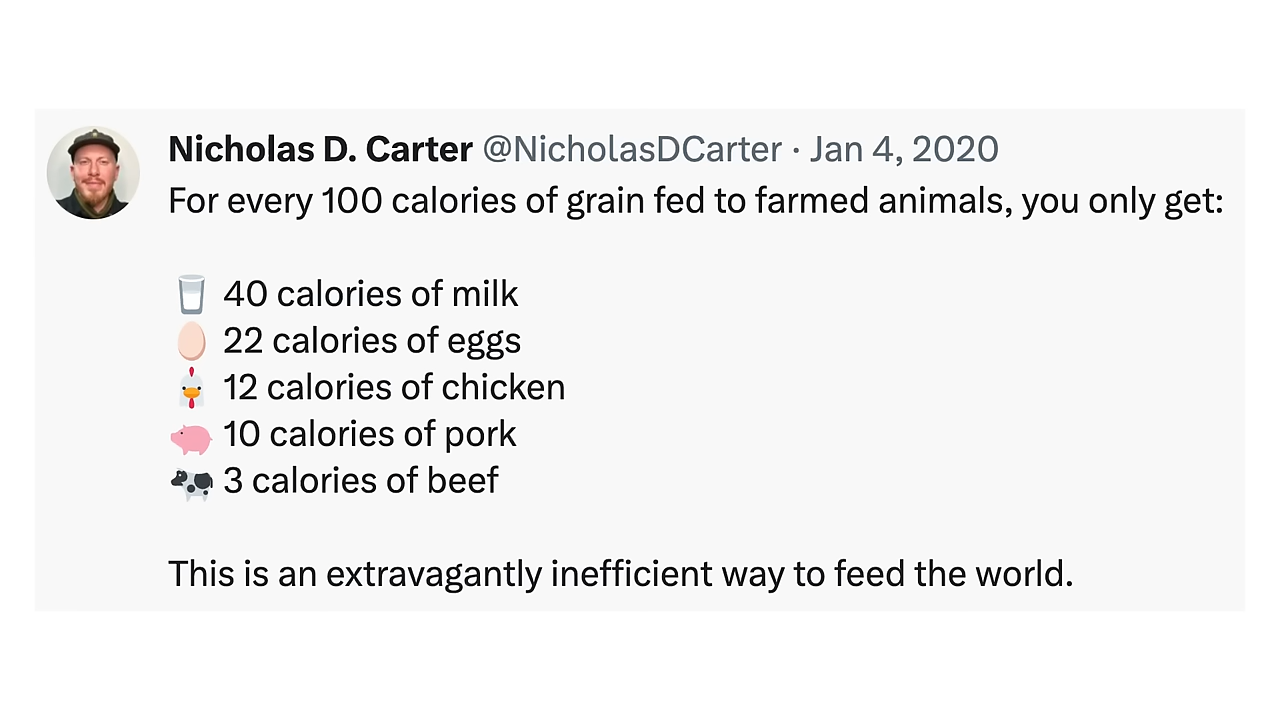 Nicholas D. Carter @NicholasDCarter · Jan 4, 2020
For every 100 calories of grain fed to farmed animals, you only get:
🥛 40 calories of milk
🥚 22 calories of eggs
🐔 12 calories of chicken
🐖 10 calories of pork
🐄 3 calories of beef
This is an extravagantly inefficient way to feed the world.